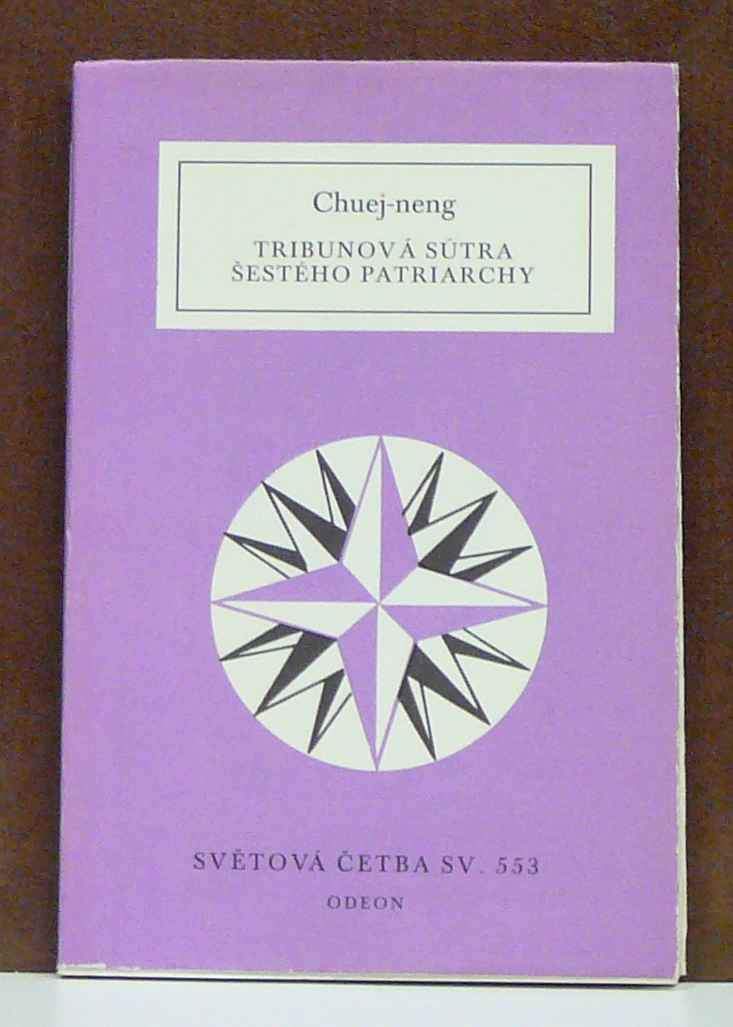 Chuej-neng
TRIBUNOVÁ SÚTRA
ŠESTÉHO PATRIARCHY
SVĚTOVÁ ČETBA SV. 553
ODEON